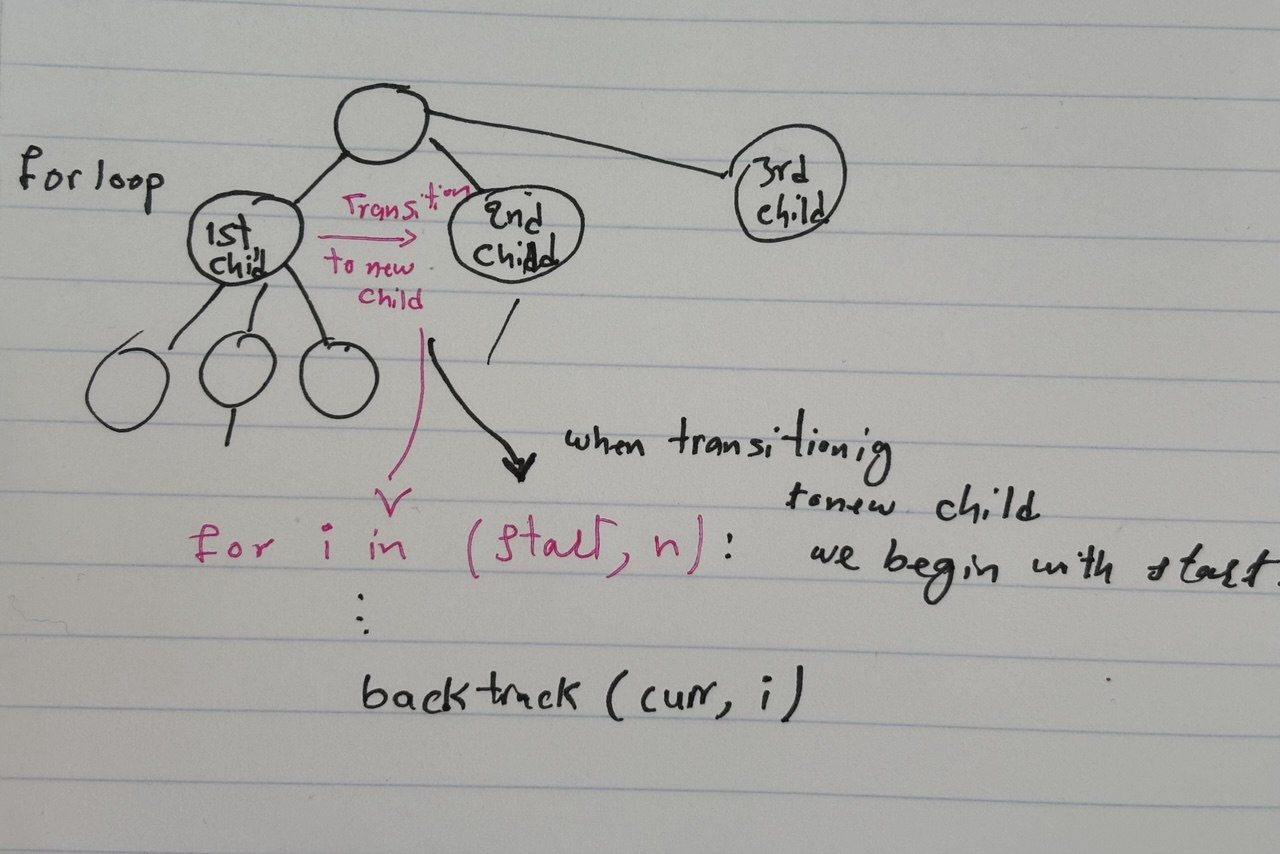 for loop
1st
chid
Transition
to new
child
2nd
child
3rd
child
when transitionig
to new child
we begin with start.
for i in (start, n):
:
backtrack (curr, i)